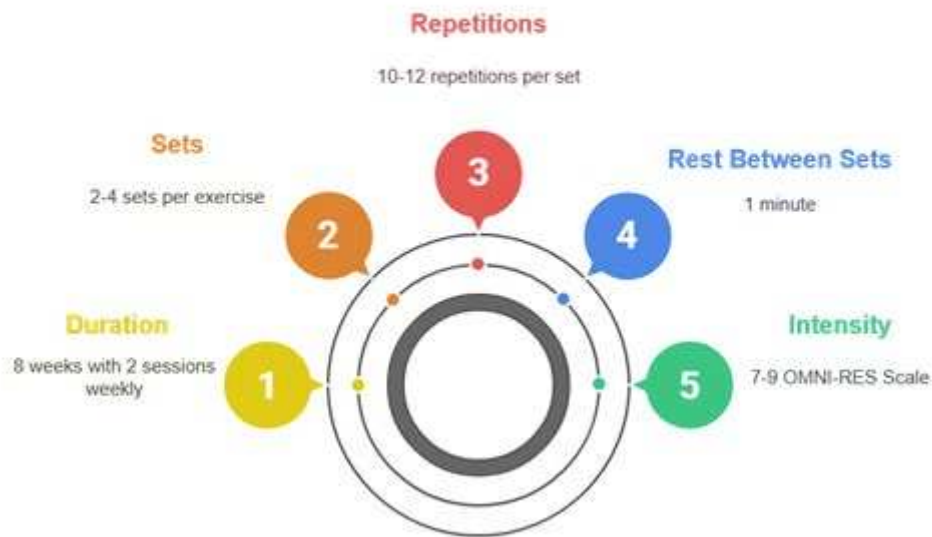 Repetitions
10-12 repetitions per set
3
Sets
2-4 sets per exercise
2
Rest Between Sets
1 minute
4
Duration
8 weeks with 2 sessions
weekly
1
Intensity
7-9 OMNI-RES Scale
5